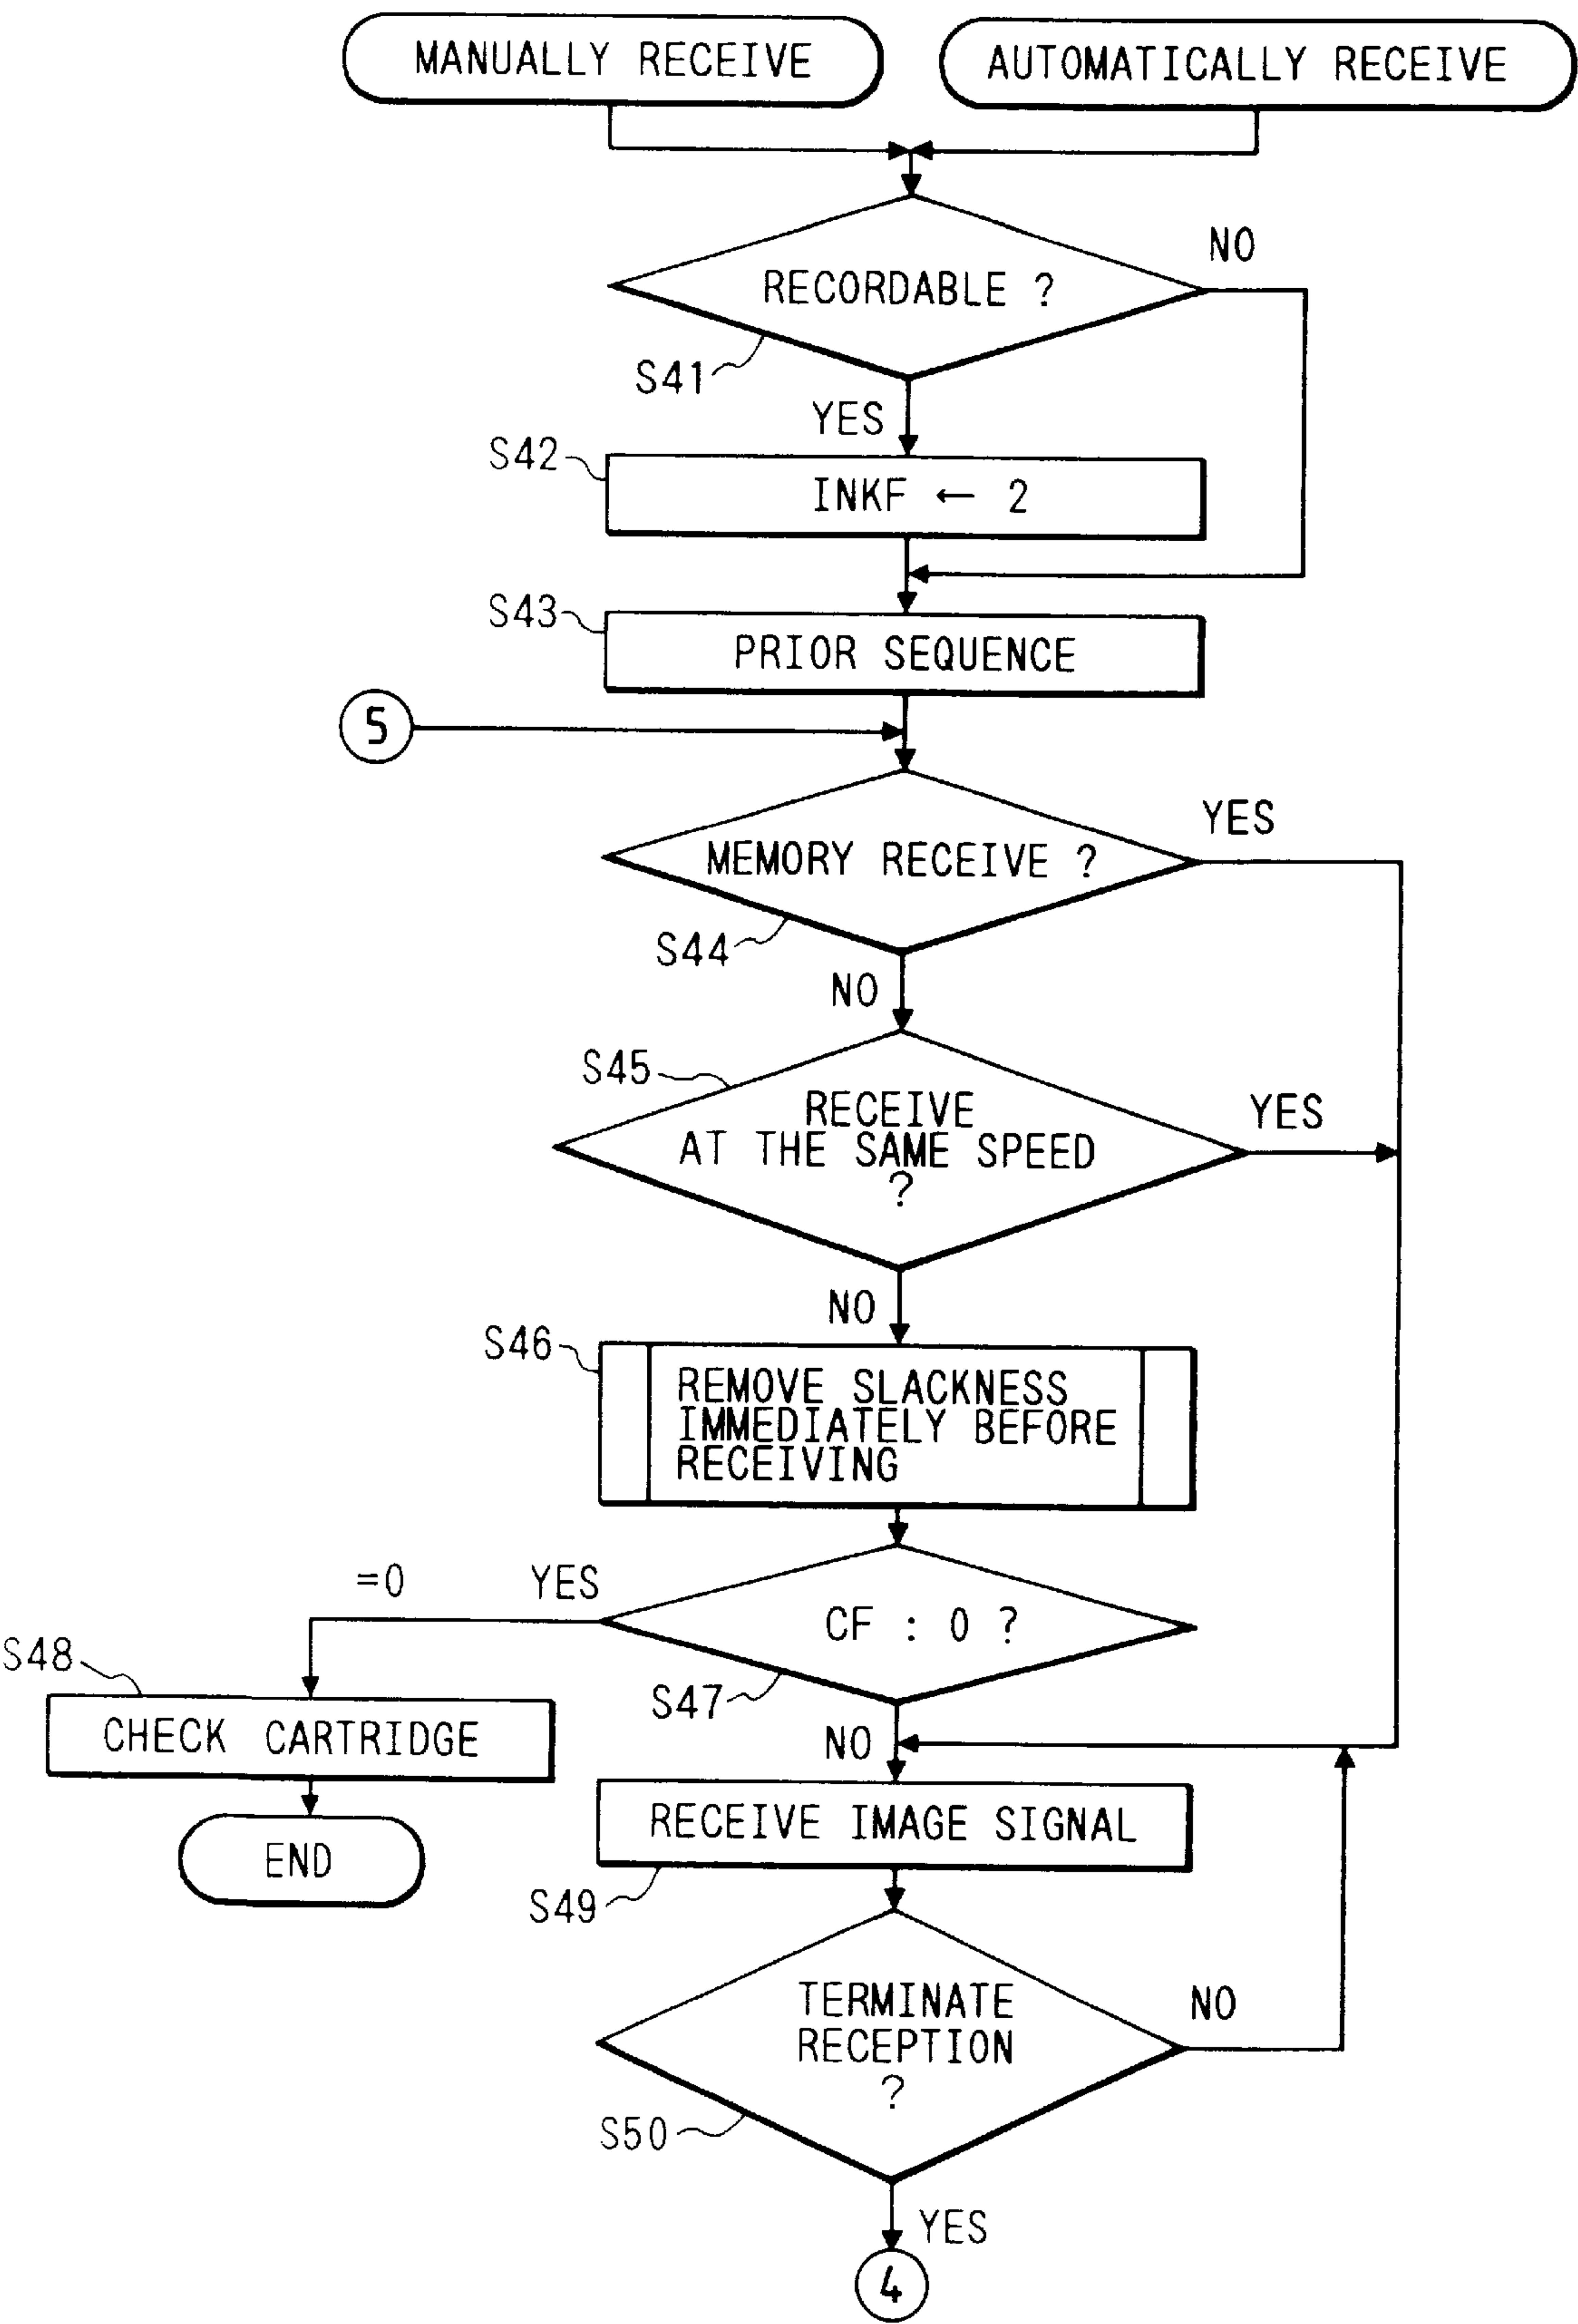 MANUALLY RECEIVE
AUTOMATICALLY RECEIVE
RECORDABLE ?
NO
S41
YES
S42
INKF ← 2
S43
PRIOR SEQUENCE
5
MEMORY RECEIVE ?
YES
S44
NO
S45
RECEIVE
AT THE SAME SPEED
?
YES
NO
S46
REMOVE SLACKNESS
IMMEDIATELY BEFORE
RECEIVING
=0
YES
CF : 0 ?
S48
S47
CHECK CARTRIDGE
NO
RECEIVE IMAGE SIGNAL
END
S49
TERMINATE
RECEPTION
?
NO
S50
YES
4